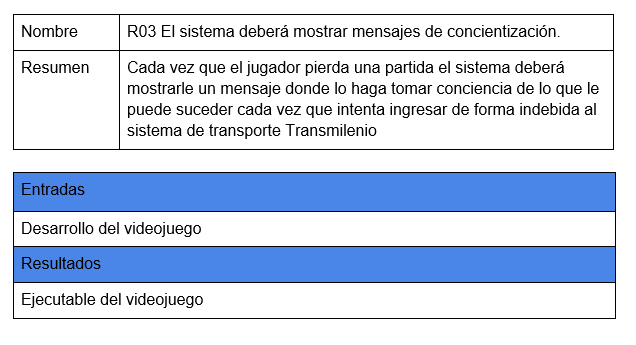 Nombre
R03 El sistema deberá mostrar mensajes de concientización.
Resumen
Cada vez que el jugador pierda una partida el sistema deberá
mostrarle un mensaje donde lo haga tomar conciencia de lo que le
puede suceder cada vez que intenta ingresar de forma indebida al
sistema de transporte Transmilenio
Entradas
Desarrollo del videojuego
Resultados
Ejecutable del videojuego